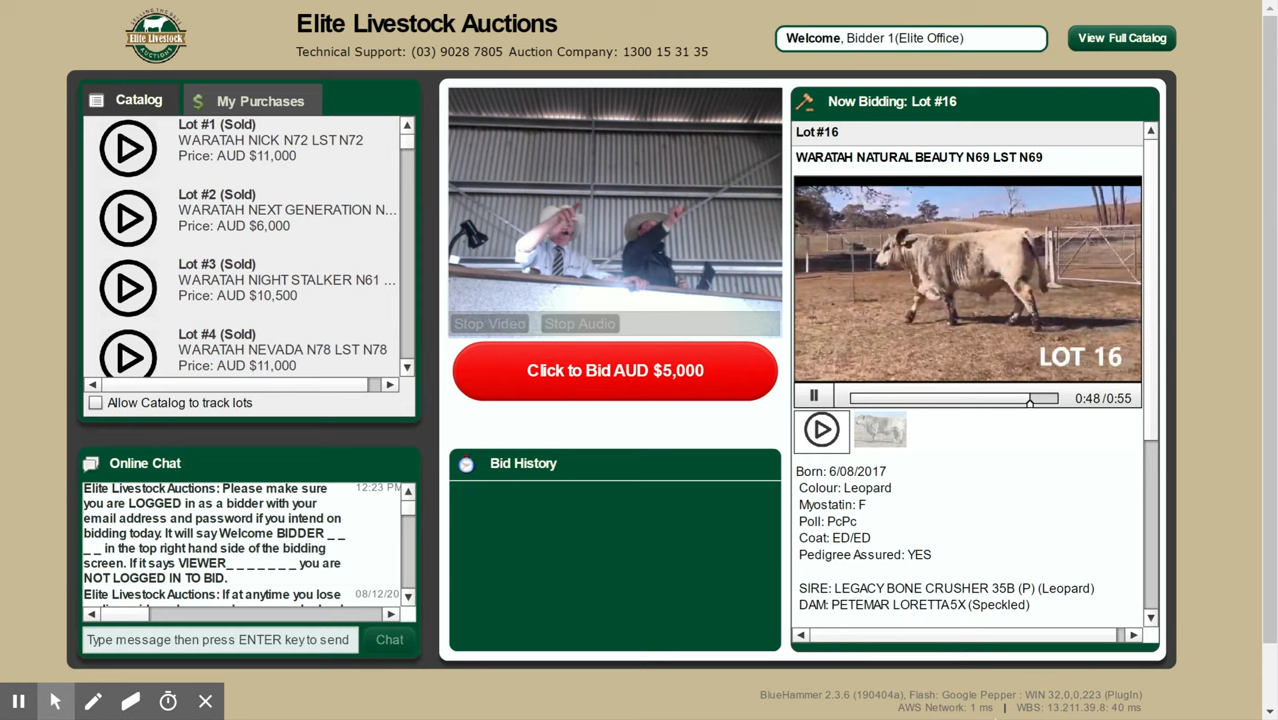 Elite Livestock
AUCTIONS
Elite Livestock Auctions
Technical Support: (03) 9028 7805 Auction Company: 1300 15 31 35
Welcome, Bidder 1(Elite Office)
View Full Catalog
Catalog
My Purchases
Lot #1 (Sold)
WARATAH NICK N72 LST N72
Price: AUD $11,000
Lot #2 (Sold)
WARATAH NEXT GENERATION N...
Price: AUD $6,000
Lot #3 (Sold)
WARATAH NIGHT STALKER N61 ...
Price: AUD $10,500
Lot #4 (Sold)
WARATAH NEVADA N78 LST N78
Price: AUD $11,000
Allow Catalog to track lots
Online Chat
Elite Livestock Auctions: Please make sure 12:23 PM
you are LOGGED in as a bidder with your
email address and password if you intend on
bidding today. It will say Welcome BIDDER _ _
_ _ in the top right hand side of the bidding
screen. If it says VIEWER_ _ _ _ _ _ _ you are
NOT LOGGED IN TO BID.
Elite Livestock Auctions: If at anytime you lose 08/12/20
Type message then press ENTER key to send
Chat
Stop Video
Stop Audio
Click to Bid AUD $5,000
Bid History
Now Bidding: Lot #16
Lot #16
WARATAH NATURAL BEAUTY N69 LST N69
LOT 16
0:48/0:55
Born: 6/08/2017
Colour: Leopard
Myostatin: F
Poll: PcPc
Coat: ED/ED
Pedigree Assured: YES
SIRE: LEGACY BONE CRUSHER 35B (P) (Leopard)
DAM: PETEMAR LORETTA 5X (Speckled)
BlueHammer 2.3.6 (190404a), Flash: Google Pepper : WIN 32,0,0,223 (PlugIn)
AWS Network: 1 ms | WBS: 13.211.39.8: 40 ms